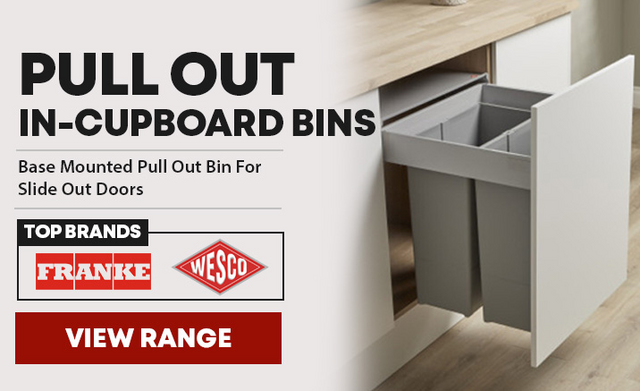 PULL OUT
IN-CUPBOARD BINS
Base Mounted Pull Out Bin For
Slide Out Doors
TOP BRANDS
FRANKE
WESCO
VIEW RANGE